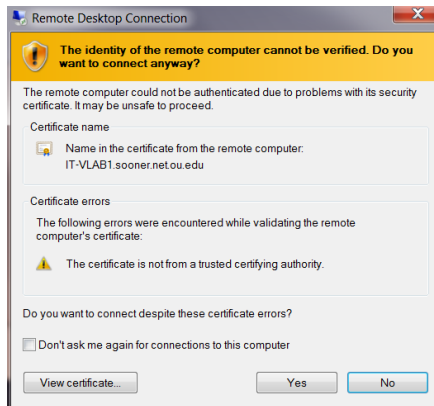 Remote Desktop Connection
The identity of the remote computer cannot be verified. Do you
want to connect anyway?
The remote computer could not be authenticated due to problems with its security
certificate. It may be unsafe to proceed.
Certificate name
Name in the certificate from the remote computer:
IT-VLAB1.sooner.net.ou.edu
Certificate errors
The following errors were encountered while validating the remote
computer's certificate:
The certificate is not from a trusted certifying authority.
Do you want to connect despite these certificate errors?
Don't ask me again for connections to this computer
View certificate...
Yes
No